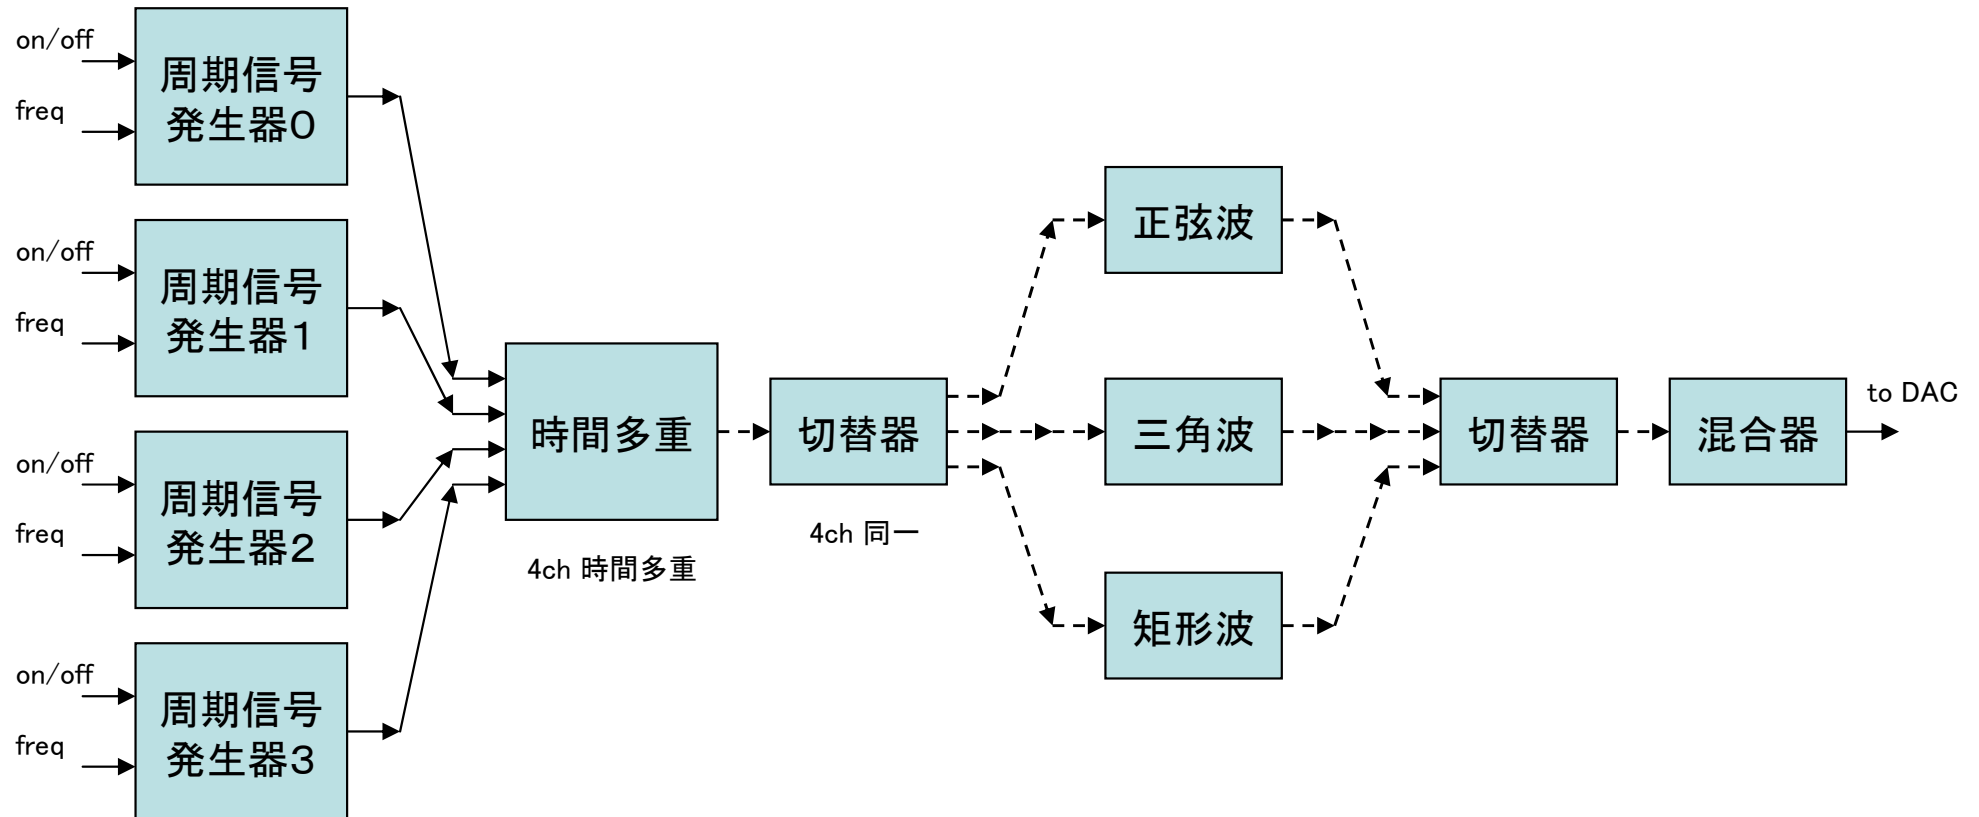 on/off
freq
周期信号
発生器0
on/off
freq
周期信号
発生器1
on/off
freq
周期信号
発生器2
on/off
freq
周期信号
発生器3
時間多重
4ch 時間多重
切替器
4ch 同一
正弦波
三角波
矩形波
切替器
混合器
to DAC